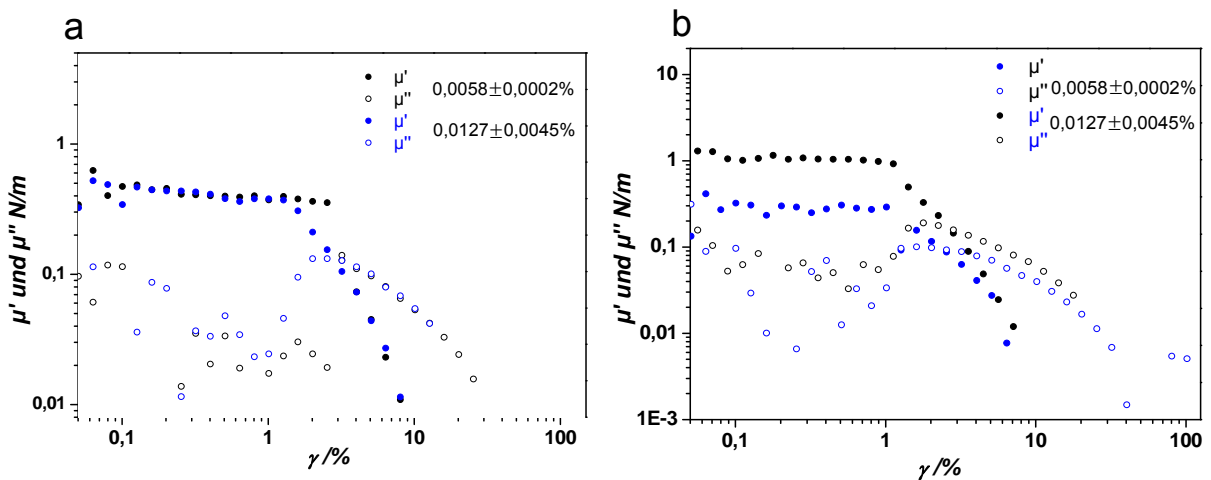 a
µ'
µ''
0,0058±0,0002%
µ'
µ''
0,0127±0,0045%
1
0,1
0,01
µ' und µ'' N/m
0,1
1
10
100
γ /%
b
µ'
µ'' 0,0058±0,0002%
µ' 0,0127±0,0045%
µ''
10
1
0,1
0,01
1E-3
µ' und µ'' N/m
0,1
1
10
100
γ /%